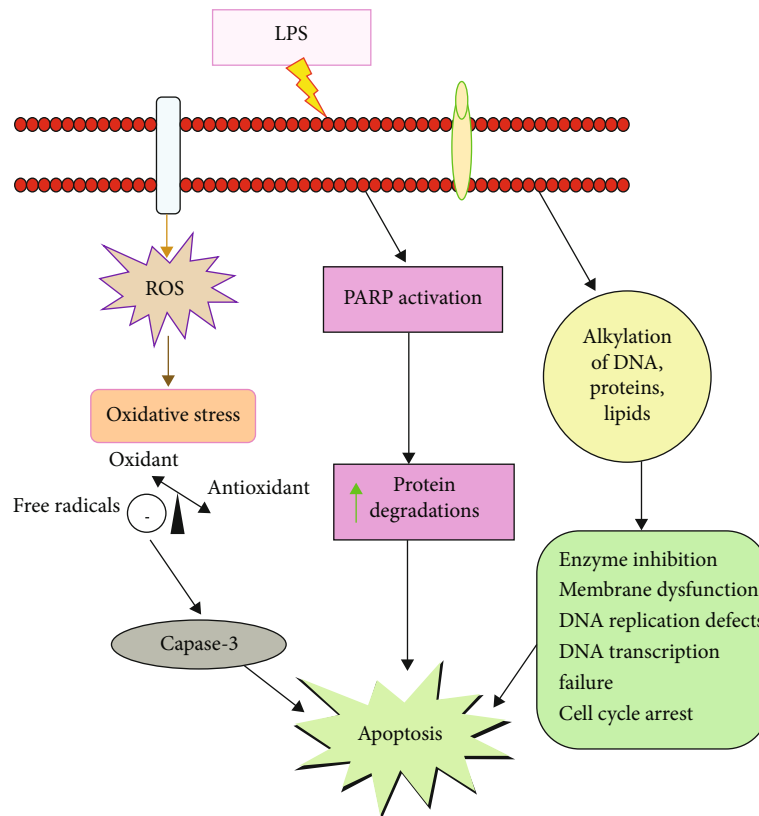 LPS
ROS
PARP activation
Alkylation
of DNA,
proteins,
lipids
Oxidative stress
Oxidant
Antioxidant
Free radicals
-
Protein
degradations
Enzyme inhibition
Membrane dysfunction
DNA replication defects
DNA transcription
failure
Cell cycle arrest
Capase-3
Apoptosis